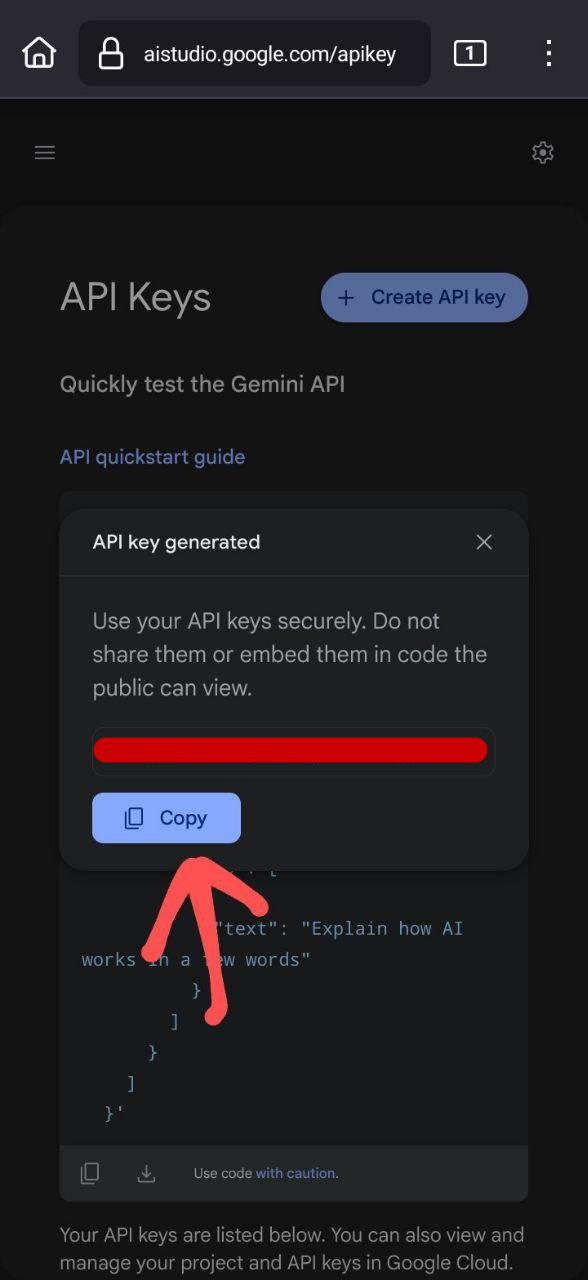 aistudio.google.com/apikey
1
API Keys
+ Create API key
Quickly test the Gemini API
API quickstart guide
API key generated
Use your API keys securely. Do not
share them or embed them in code the
public can view.
Copy
"text": "Explain how AI
works in a few words"
}
]
}
]
}'
Use code with caution.
Your API keys are listed below. You can also view and
manage your project and API keys in Google Cloud.